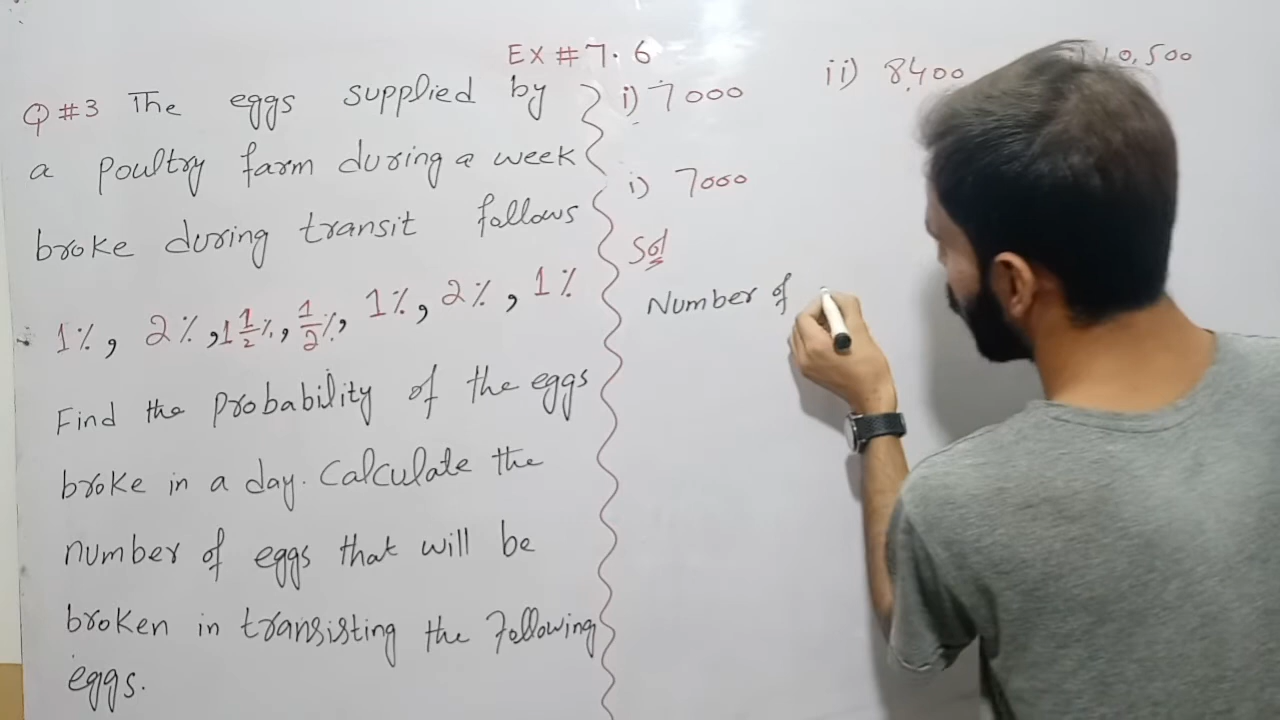 EX # 7.6
Q #3 The eggs supplied by
a poultry farm during a week
broke during transit follows
1%, 2%, 1 1/2%, 1/2%, 1%, 2%, 1%
Find the probability of the eggs
broke in a day. Calculate the
number of eggs that will be
broken in transisting the Following
eggs.
i) 7000
ii) 8,400
10,500
i) 7000
Sol
Number of